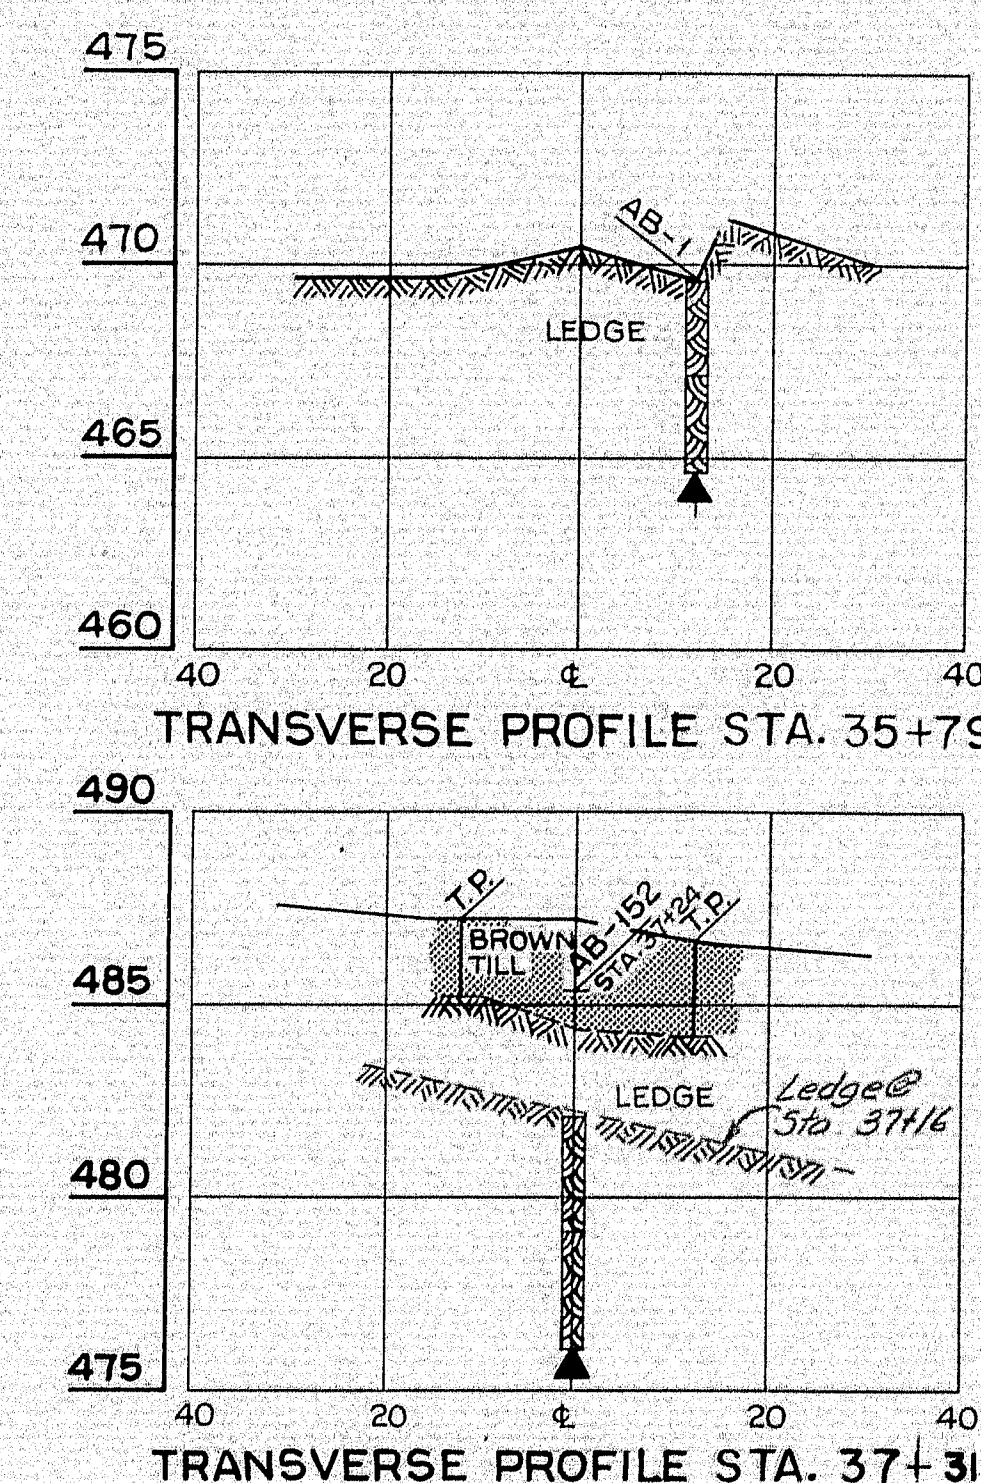 475
470
AB-1
LEDGE
465
460
40 20 ℄ 20 40
TRANSVERSE PROFILE STA. 35+79
490
T.P.
AB-152
STA. 37+24
T.P.
BROWN
TILL
485
LEDGE
Ledge @
Sta. 37+16
480
475
40 20 ℄ 20 40
TRANSVERSE PROFILE STA. 37+31